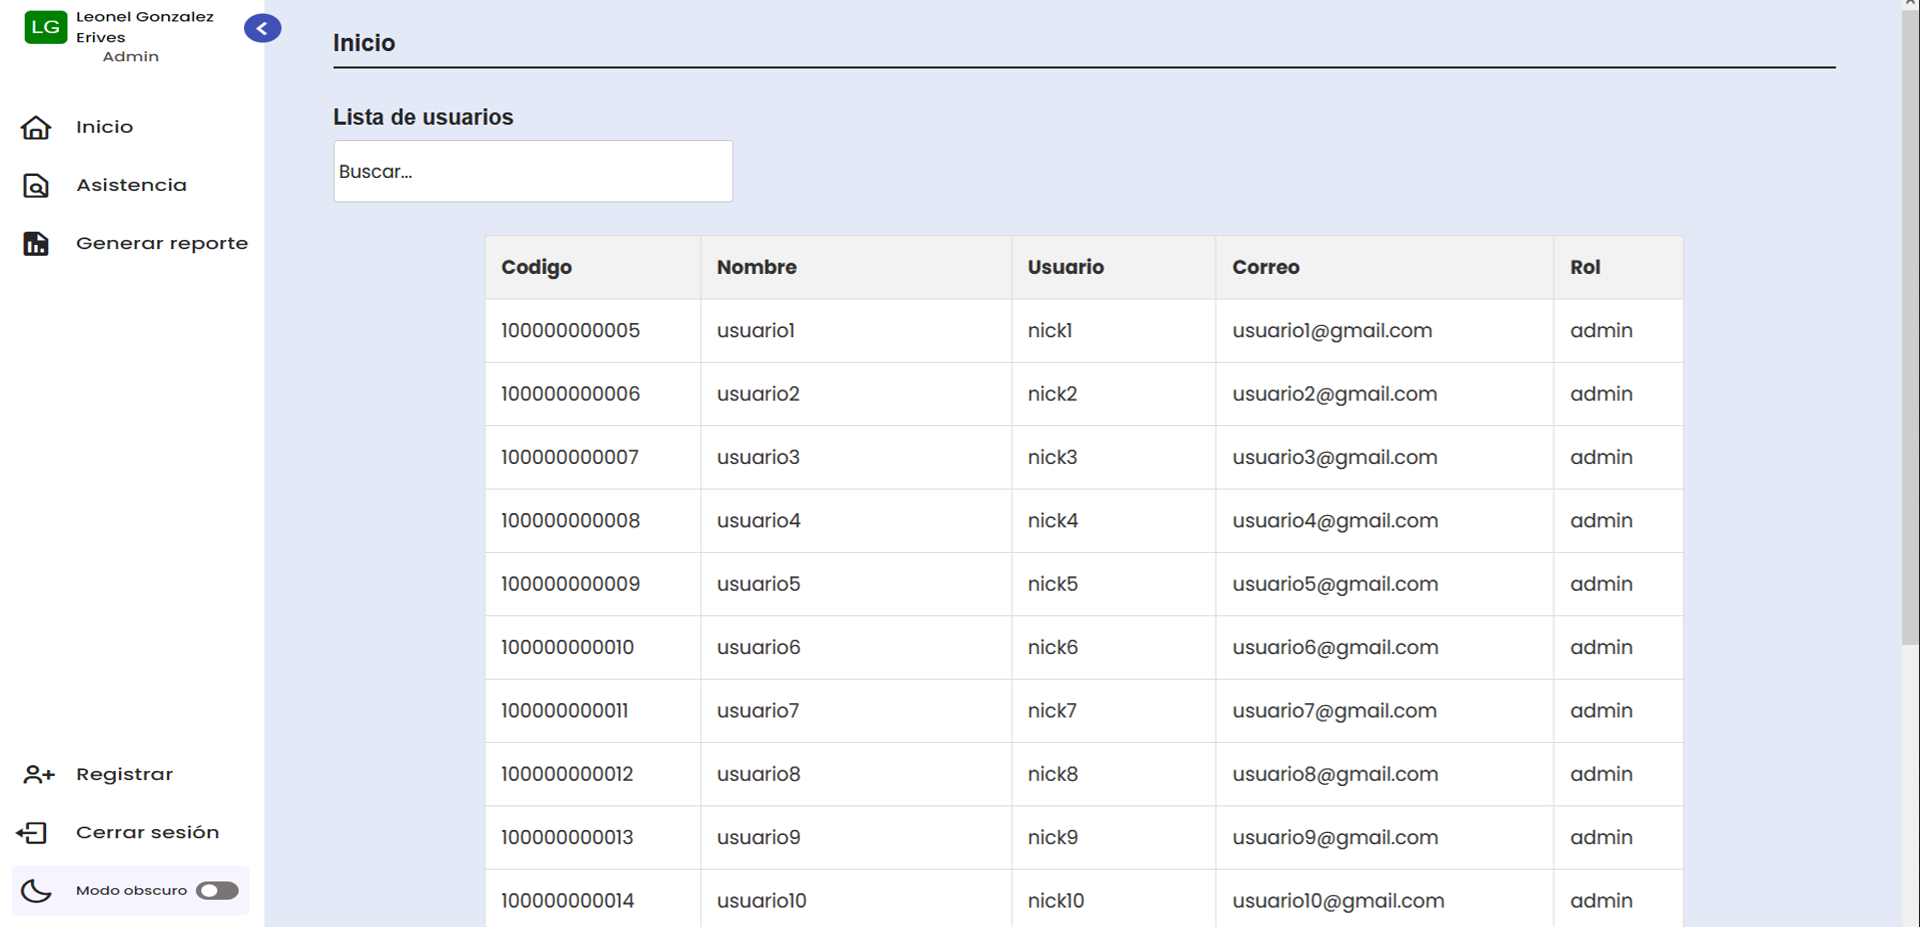 LG
Leonel Gonzalez
Erives
Admin
Inicio
Asistencia
Generar reporte
Registrar
Cerrar sesión
Modo obscuro
Inicio
Lista de usuarios
Buscar...
Codigo Nombre Usuario Correo Rol
100000000005 usuario1 nick1 usuario1@gmail.com admin
100000000006 usuario2 nick2 usuario2@gmail.com admin
100000000007 usuario3 nick3 usuario3@gmail.com admin
100000000008 usuario4 nick4 usuario4@gmail.com admin
100000000009 usuario5 nick5 usuario5@gmail.com admin
100000000010 usuario6 nick6 usuario6@gmail.com admin
100000000011 usuario7 nick7 usuario7@gmail.com admin
100000000012 usuario8 nick8 usuario8@gmail.com admin
100000000013 usuario9 nick9 usuario9@gmail.com admin
100000000014 usuario10 nick10 usuario10@gmail.com admin